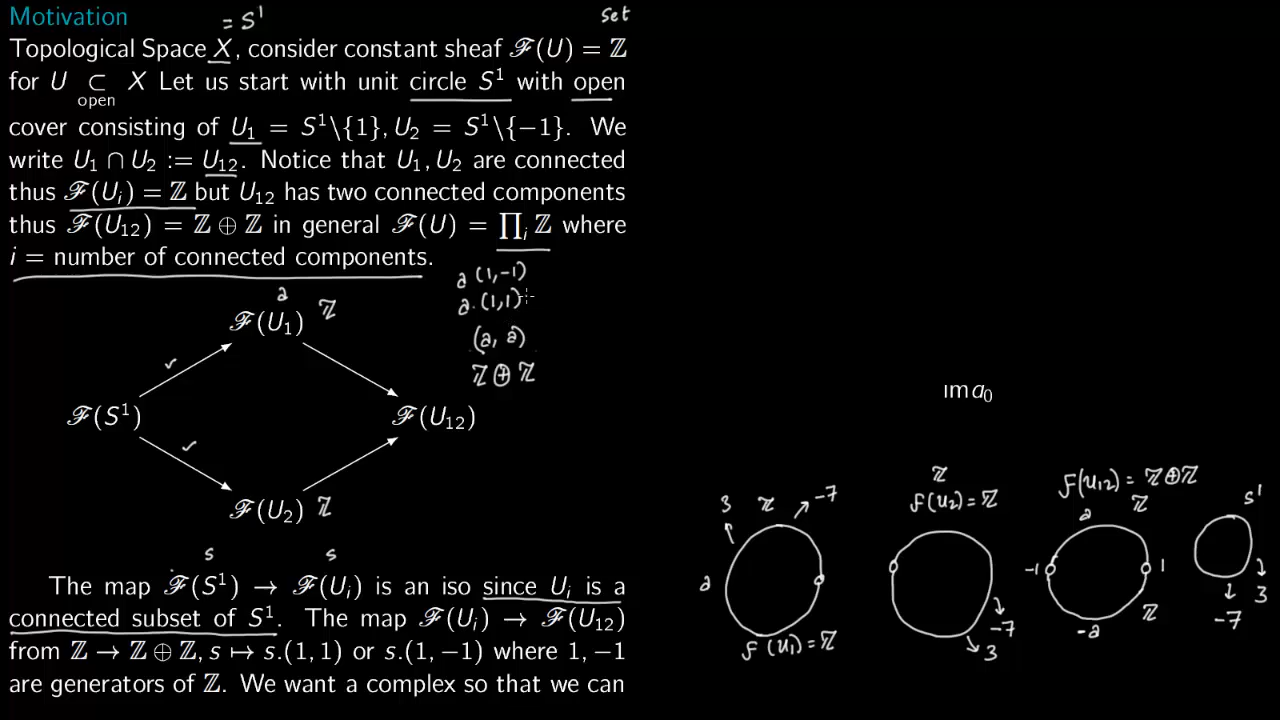 Motivation
= S¹
set
Topological Space X, consider constant sheaf ℱ(U) = ℤ
for U ⊂ X Let us start with unit circle S¹ with open
open
cover consisting of U₁ = S¹\{1}, U₂ = S¹\{−1}. We
write U₁ ∩ U₂ := U₁₂. Notice that U₁, U₂ are connected
thus ℱ(Uᵢ) = ℤ but U₁₂ has two connected components
thus ℱ(U₁₂) = ℤ ⊕ ℤ in general ℱ(U) = ∏ᵢ ℤ where
i = number of connected components.
a (1,-1)
a. (1,1)
(a, a)
ℤ ⊕ ℤ
a
ℱ(U₁) ℤ
ℱ(S¹)
ℱ(U₁₂)
ℱ(U₂) ℤ
s s
The map ℱ(S¹) → ℱ(Uᵢ) is an iso since Uᵢ is a
connected subset of S¹. The map ℱ(Uᵢ) → ℱ(U₁₂)
from ℤ → ℤ ⊕ ℤ, s ↦ s.(1, 1) or s.(1, −1) where 1, −1
are generators of ℤ. We want a complex so that we can
im a₀
3 ℤ -7
a
f(U₁) = ℤ
ℤ
f(U₂) = ℤ
-7
3
f(U₁₂) = ℤ⊕ℤ
a ℤ
-1 1
-a ℤ
S¹
3
-7